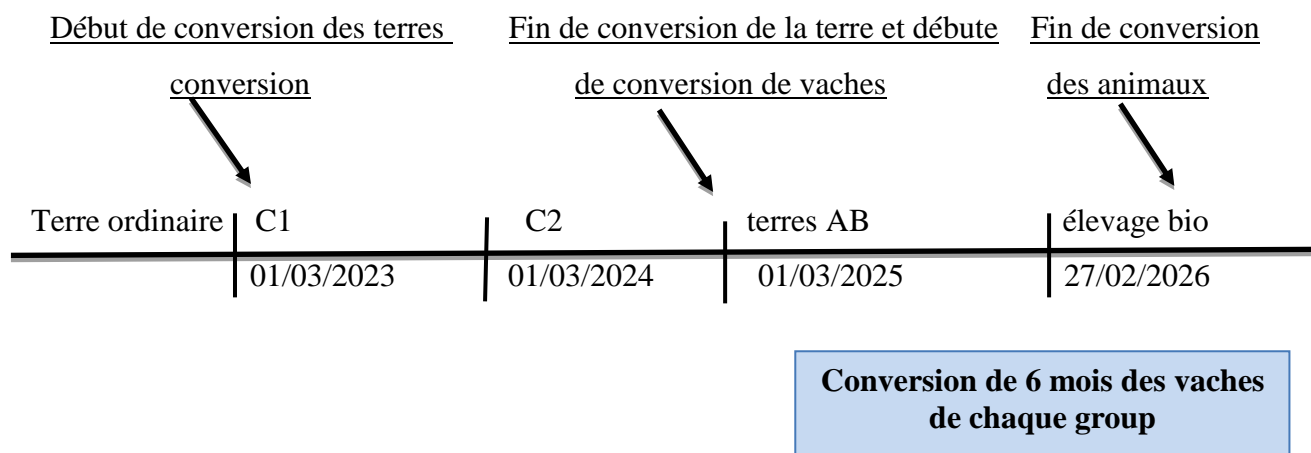 Début de conversion des terres
conversion
Fin de conversion de la terre et débute
de conversion de vaches
Fin de conversion
des animaux
Terre ordinaire
C1
C2
terres AB
élevage bio
01/03/2023
01/03/2024
01/03/2025
27/02/2026
Conversion de 6 mois des vaches
de chaque group